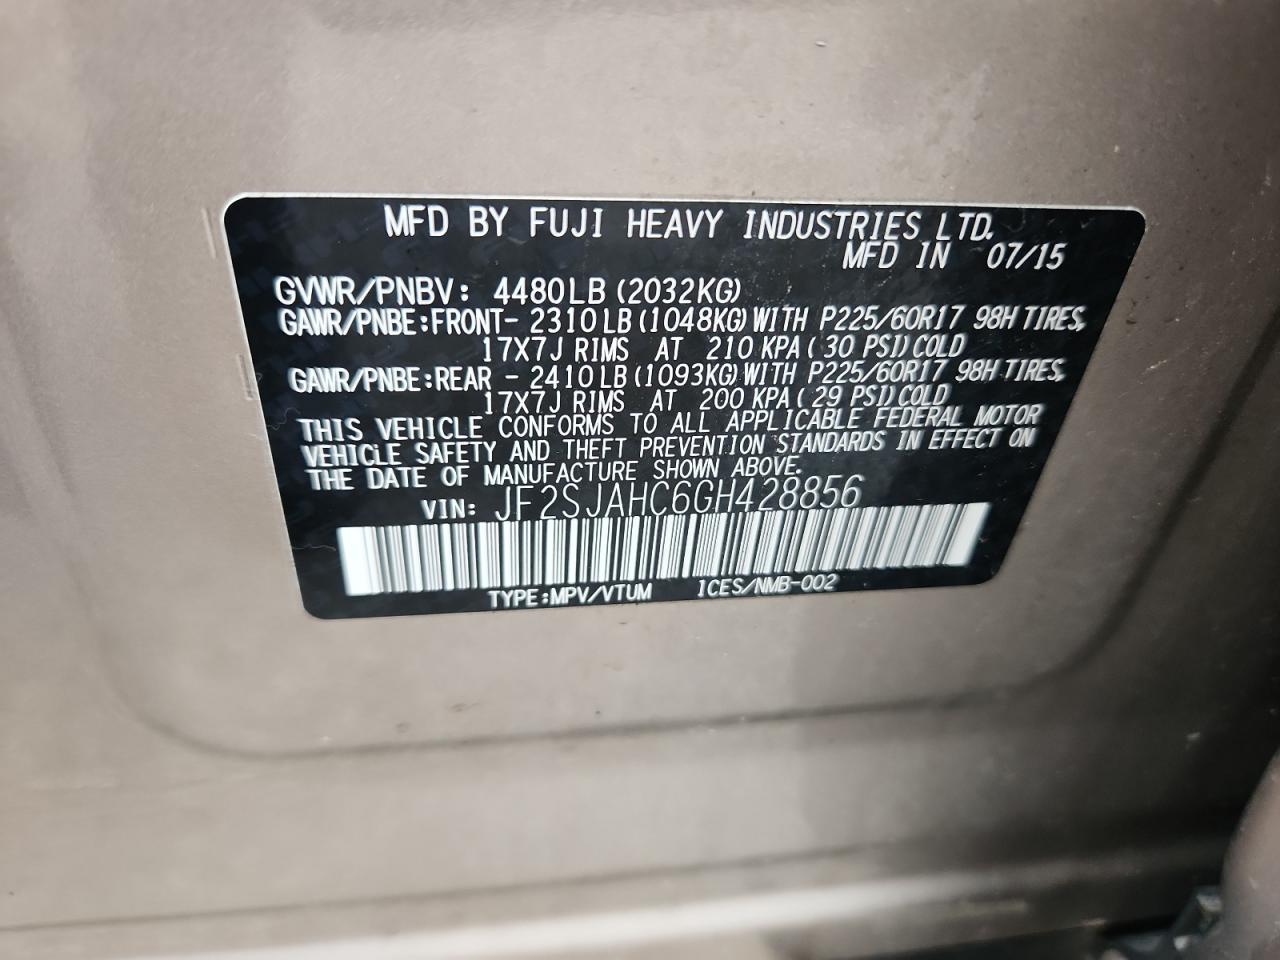 MFD BY FUJI HEAVY INDUSTRIES LTD.
MFD IN 07/15
GVWR/PNBV: 4480LB (2032KG)
GAWR/PNBE:FRONT- 2310LB (1048KG) WITH P225/60R17 98H TIRES,
17X7J RIMS AT 210 KPA ( 30 PSI) COLD
GAWR/PNBE:REAR - 2410LB (1093KG) WITH P225/60R17 98H TIRES,
17X7J RIMS AT 200 KPA ( 29 PSI) COLD
THIS VEHICLE CONFORMS TO ALL APPLICABLE FEDERAL MOTOR
VEHICLE SAFETY AND THEFT PREVENTION STANDARDS IN EFFECT ON
THE DATE OF MANUFACTURE SHOWN ABOVE.
VIN: JF2SJAHC6GH428856
TYPE:MPV/VTUM ICES/NMB-002